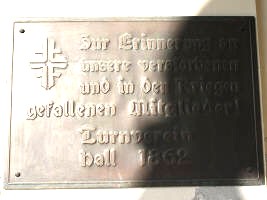 Zur Erinnerung an
unsere verstorbenen
und in den Kriegen
gefallenen Mitglieder!
Turnverein
Hall 1862